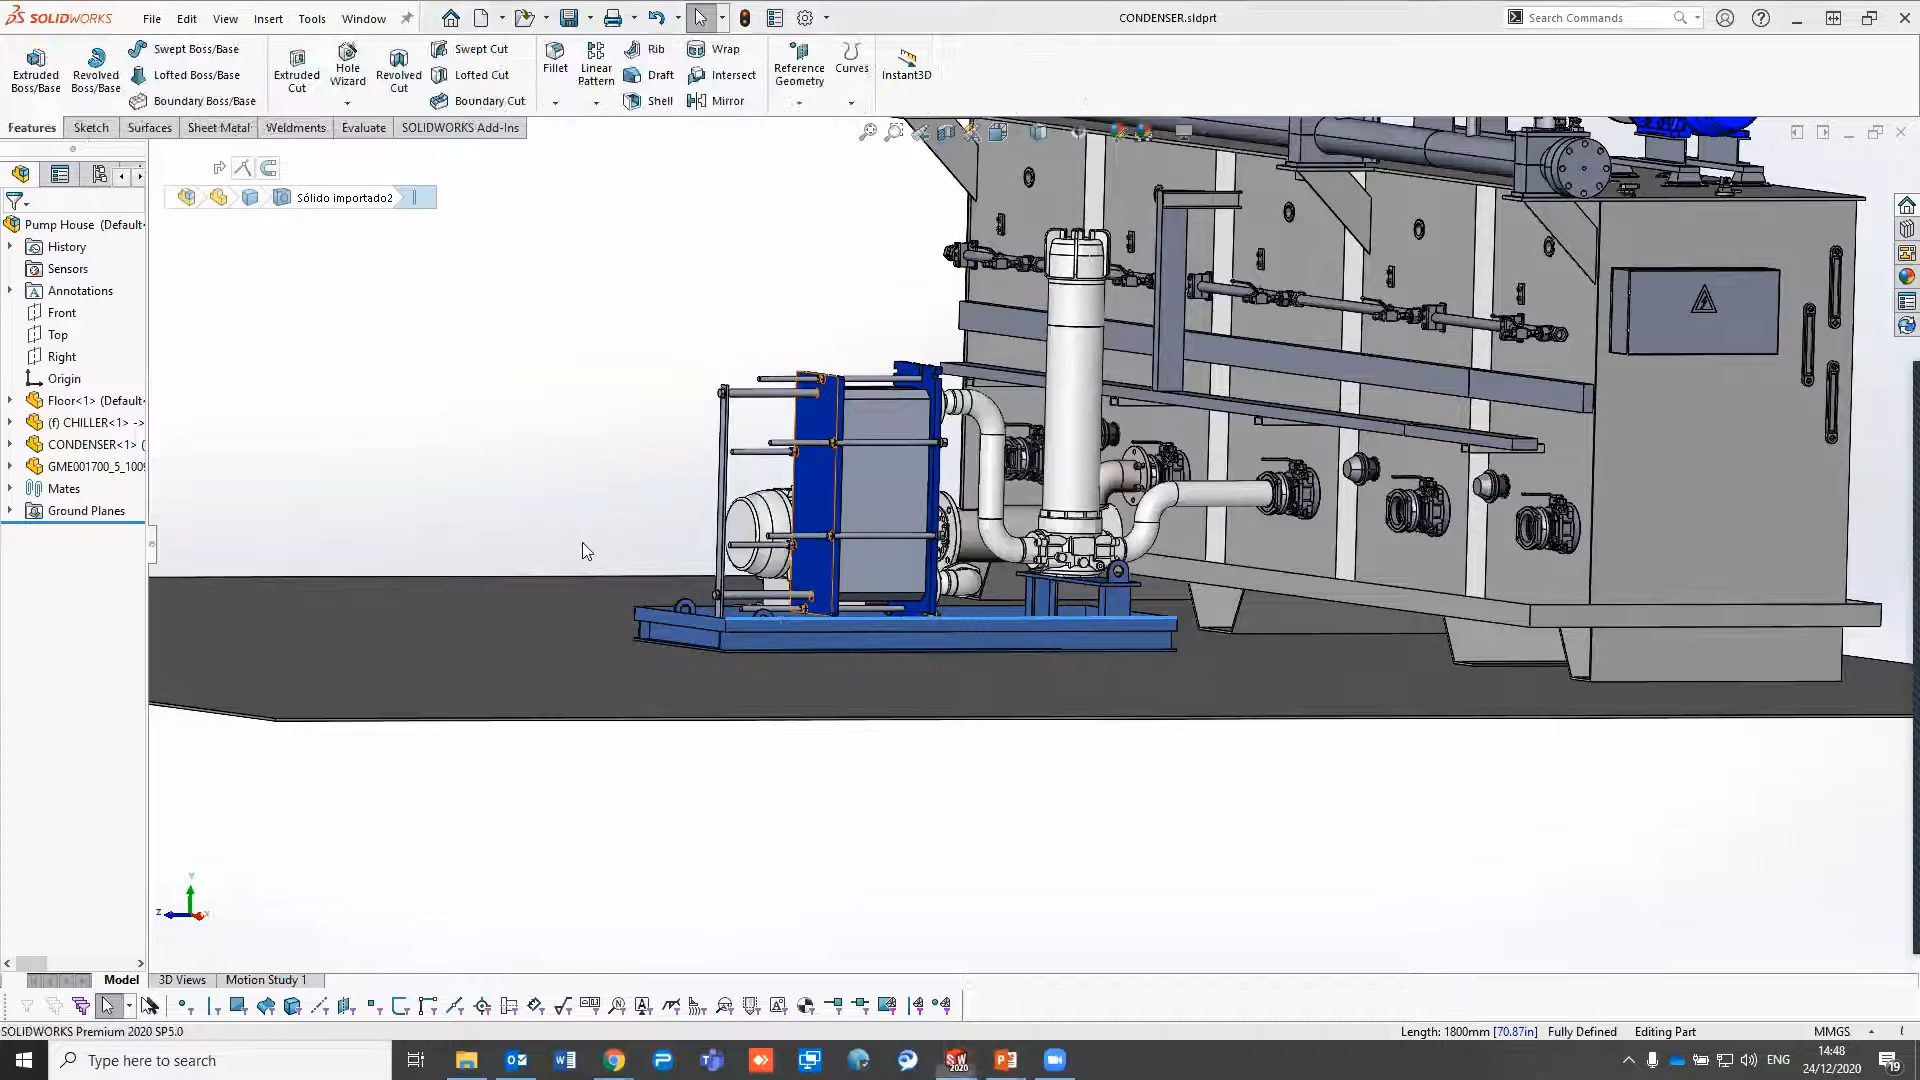 SOLIDWORKS File Edit View Insert Tools Window CONDENSER.sldprt Search Commands
Extruded Boss/Base
Revolved Boss/Base
Swept Boss/Base
Lofted Boss/Base
Boundary Boss/Base
Extruded Cut
Hole Wizard
Revolved Cut
Swept Cut
Lofted Cut
Boundary Cut
Fillet
Linear Pattern
Rib
Draft
Shell
Wrap
Intersect
Mirror
Reference Geometry
Curves
Instant3D
Features Sketch Surfaces Sheet Metal Weldments Evaluate SOLIDWORKS Add-Ins
Sólido importado2
Pump House (Default
History
Sensors
Annotations
Front
Top
Right
Origin
Floor<1> (Default
(f) CHILLER<1> ->
CONDENSER<1> (
GME001700_5_1009
Mates
Ground Planes
Y
Z
X
Model 3D Views Motion Study 1
SOLIDWORKS Premium 2020 SP5.0 Length: 1800mm [70.87in] Fully Defined Editing Part MMGS
Type here to search
SW
2020
ENG
14:48
24/12/2020
19